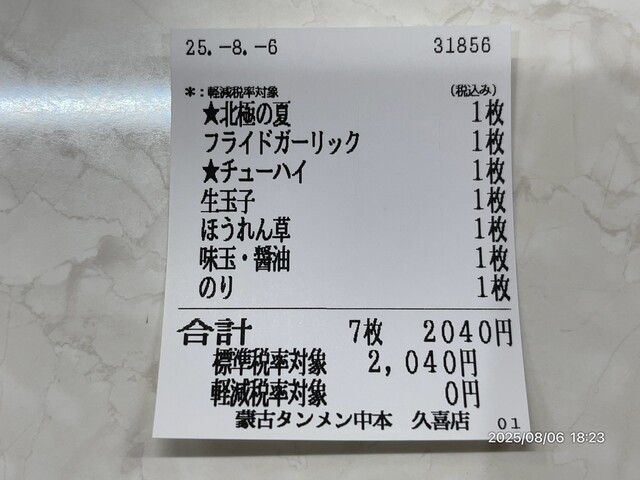 25.-8.-6 31856
*:軽減税率対象 (税込み)
★北極の夏 1枚
フライドガーリック 1枚
★チューハイ 1枚
生玉子 1枚
ほうれん草 1枚
味玉・醤油 1枚
のり 1枚
合計 7枚 2040円
標準税率対象 2,040円
軽減税率対象 0円
蒙古タンメン中本 久喜店 01
2025/08/06 18:23